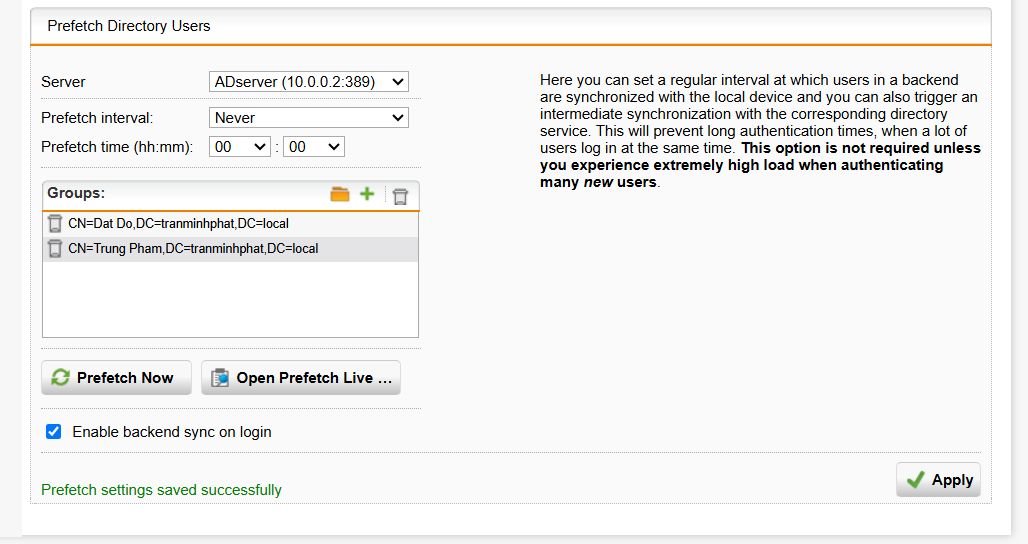 Prefetch Directory Users
Server
ADserver (10.0.0.2:389)
Prefetch interval:
Never
Prefetch time (hh:mm):
00 : 00
Groups:
CN=Dat Do,DC=tranminhphat,DC=local
CN=Trung Pham,DC=tranminhphat,DC=local
Prefetch Now
Open Prefetch Live ...
Enable backend sync on login
Prefetch settings saved successfully
Here you can set a regular interval at which users in a backend
are synchronized with the local device and you can also trigger an
intermediate synchronization with the corresponding directory
service. This will prevent long authentication times, when a lot of
users log in at the same time. This option is not required unless
you experience extremely high load when authenticating
many new users.
Apply